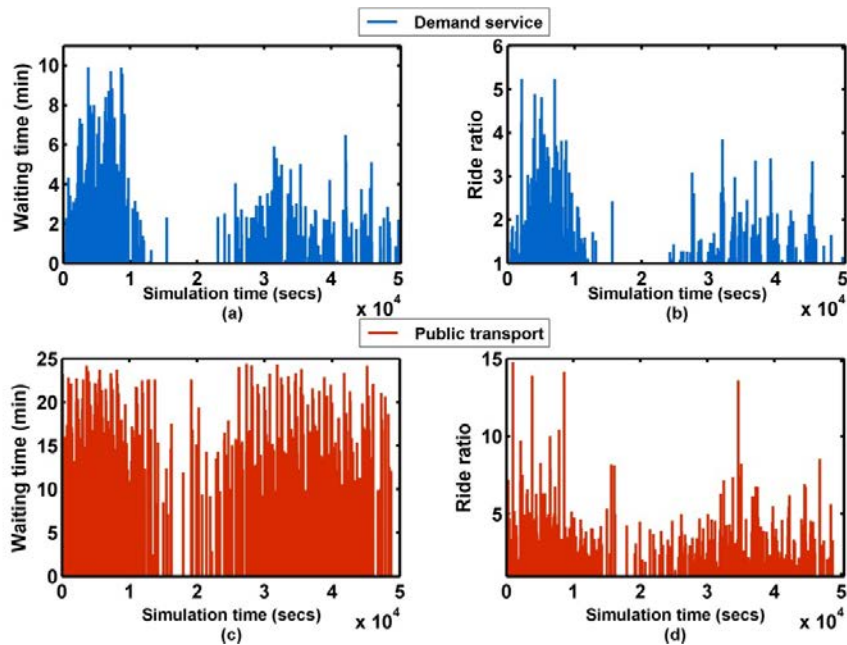 Demand service
Waiting time (min)
10
8
6
4
2
0
0 1 2 3 4 5
Simulation time (secs)
x 10^4
(a)
Ride ratio
6
5
4
3
2
1
0 1 2 3 4 5
Simulation time (secs)
x 10^4
(b)
Public transport
Waiting time (min)
25
20
15
10
5
0
0 1 2 3 4 5
Simulation time (secs)
x 10^4
(c)
Ride ratio
15
10
5
0 1 2 3 4 5
Simulation time (secs)
x 10^4
(d)